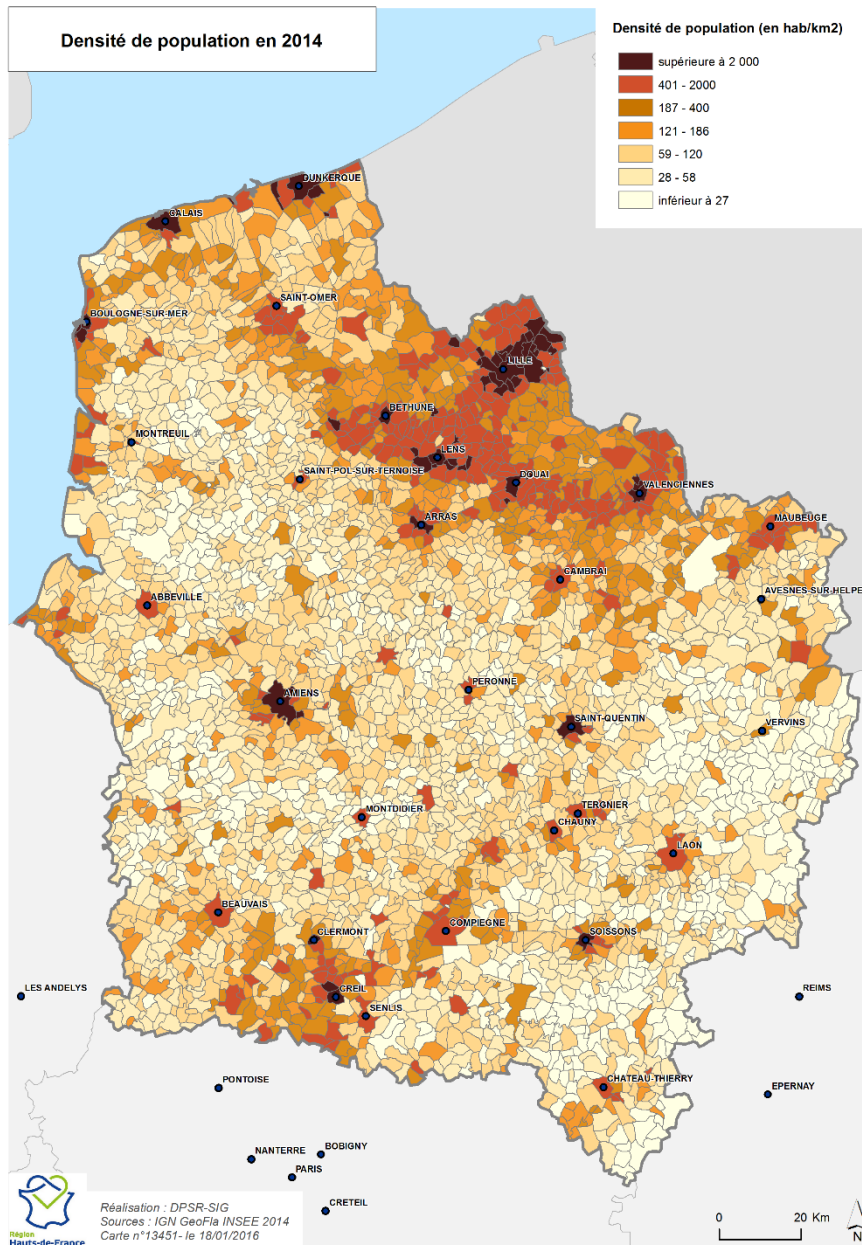 Densité de population en 2014
Densité de population (en hab/km2)
supérieure à 2 000
401 - 2000
187 - 400
121 - 186
59 - 120
28 - 58
inférieur à 27
DUNKERQUE
CALAIS
SAINT-OMER
BOULOGNE-SUR-MER
LILLE
BETHUNE
MONTREUIL
LENS
SAINT-POL-SUR-TERNOISE
DOUAI
VALENCIENNES
ARRAS
MAUBEUGE
CAMBRAI
ABBEVILLE
AVESNES-SUR-HELPE
PERONNE
AMIENS
SAINT-QUENTIN
VERVINS
MONTDIDIER
TERGNIER
CHAUNY
LAON
BEAUVAIS
COMPIEGNE
CLERMONT
SOISSONS
LES ANDELYS
CREIL
REIMS
SENLIS
PONTOISE
CHATEAU-THIERRY
EPERNAY
NANTERRE
BOBIGNY
PARIS
CRETEIL
Région
Hauts-de-France
Réalisation : DPSR-SIG
Sources : IGN GeoFla INSEE 2014
Carte n°13451- le 18/01/2016
0 20 Km
N